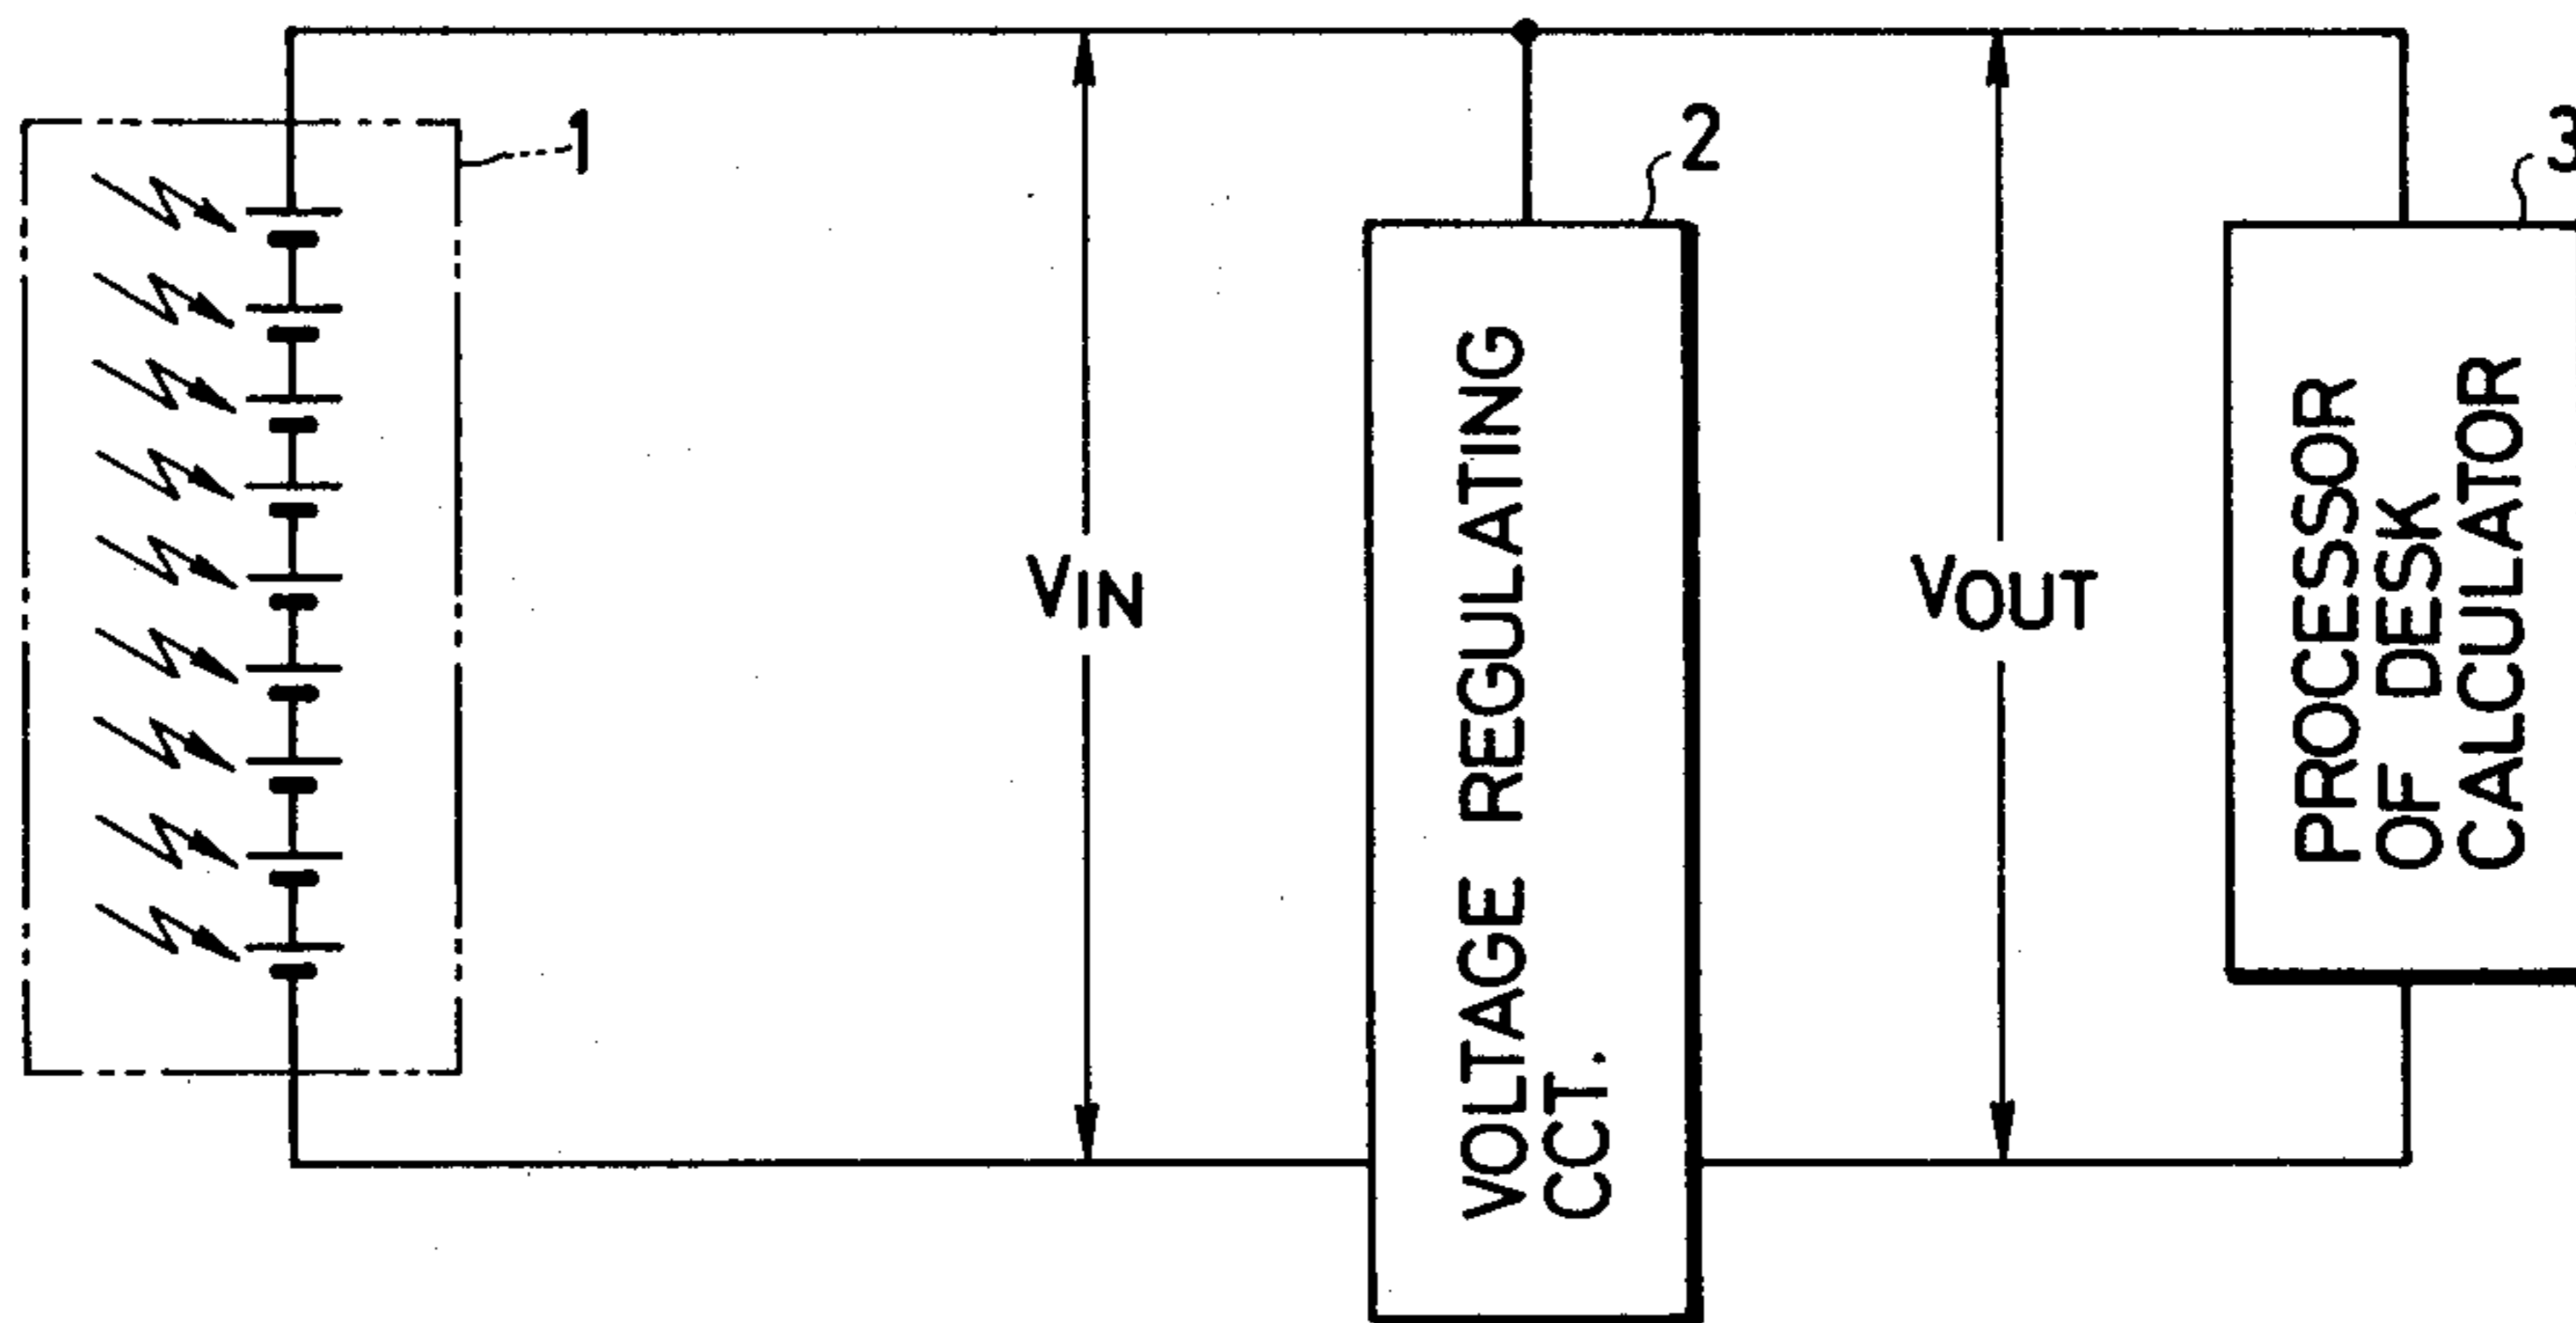 1
2
3
VIN
VOUT
VOLTAGE REGULATING
CCT.
PROCESSOR
OF DESK
CALCULATOR